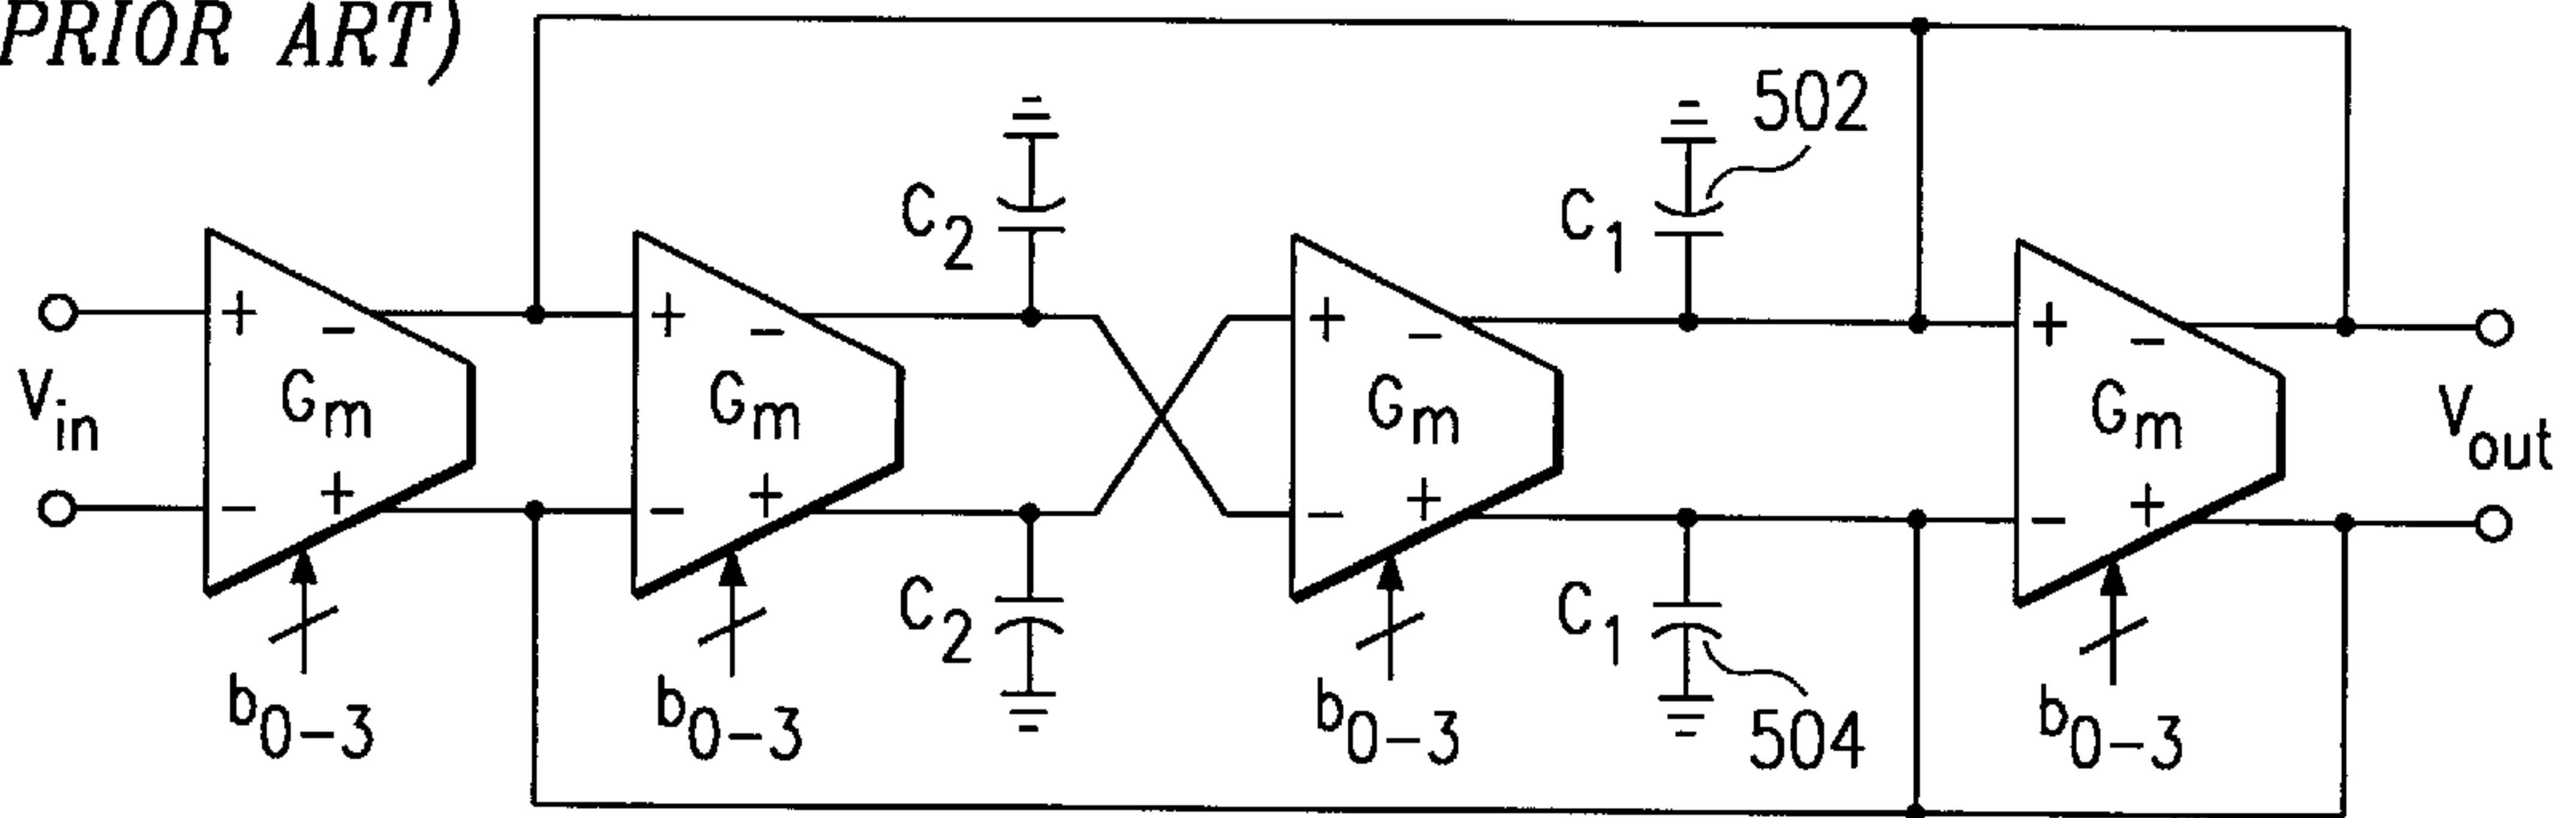 PRIOR ART)
502
C2
C1
+ - + - + - + -
Vin Gm Gm Gm Gm Vout
- + - + - + - +
C2
C1
b0-3 b0-3 b0-3 504 b0-3